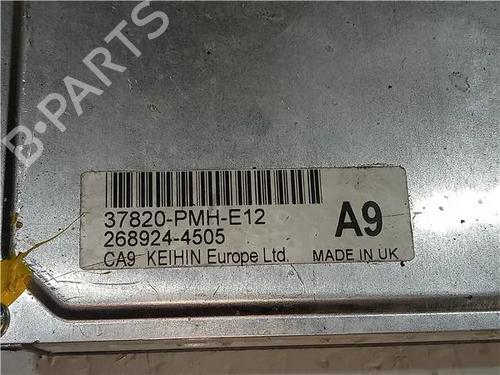 B-PARTS
37820-PMH-E12
268924-4505
A9
CA9 KEIHIN Europe Ltd. MADE IN UK